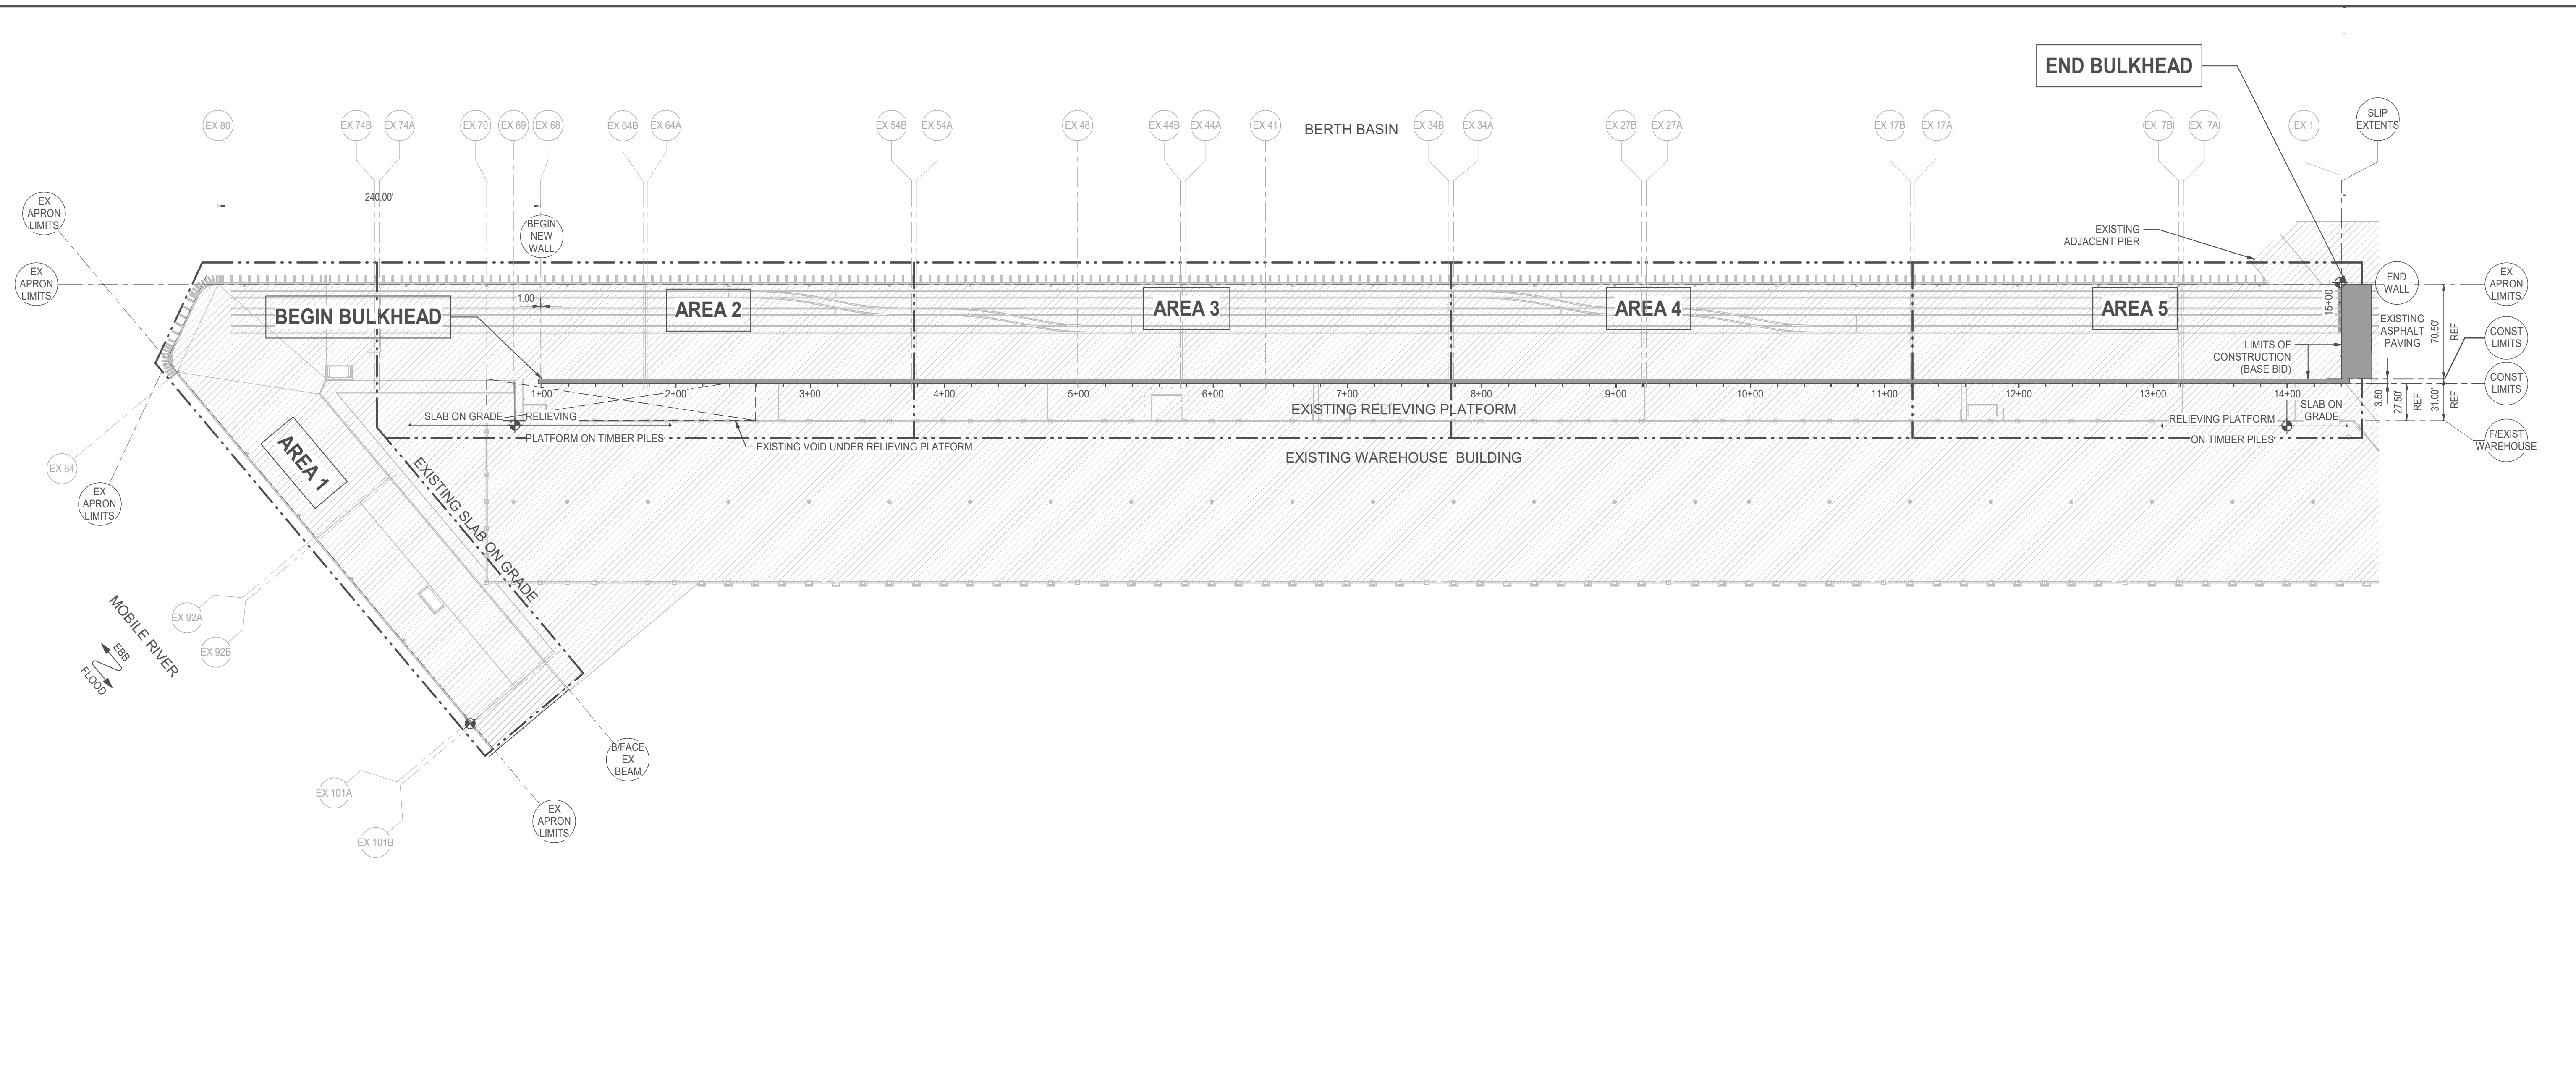 END BULKHEAD
EX 80
EX 74B
EX 74A
EX 70
EX 69
EX 68
EX 64B
EX 64A
EX 54B
EX 54A
EX 48
EX 44B
EX 44A
EX 41
BERTH BASIN
EX 34B
EX 34A
EX 27B
EX 27A
EX 17B
EX 17A
EX 7B
EX 7A
EX 1
SLIP
EXTENTS
240.00'
EX
APRON
LIMITS
BEGIN
NEW
WALL
EXISTING
ADJACENT PIER
EX
APRON
LIMITS
END
WALL
EX
APRON
LIMITS
1.00
BEGIN BULKHEAD
AREA 2
AREA 3
AREA 4
AREA 5
15+00
EXISTING
ASPHALT
PAVING
70.50'
REF
CONST
LIMITS
LIMITS OF
CONSTRUCTION
(BASE BID)
CONST
LIMITS
1+00
2+00
3+00
4+00
5+00
6+00
7+00
8+00
9+00
10+00
11+00
12+00
13+00
14+00
3.50
27.50'
REF
31.00'
REF
SLAB ON GRADE
RELIEVING
PLATFORM ON TIMBER PILES
EXISTING VOID UNDER RELIEVING PLATFORM
EXISTING RELIEVING PLATFORM
EXISTING WAREHOUSE BUILDING
RELIEVING PLATFORM
ON TIMBER PILES
SLAB ON
GRADE
F/EXIST
WAREHOUSE
EX 84
EX
APRON
LIMITS
AREA 1
EXISTING SLAB ON GRADE
EX 92A
EX 92B
MOBILE RIVER
EBB
FLOOD
B/FACE
EX
BEAM
EX 101A
EX
APRON
LIMITS
EX 101B